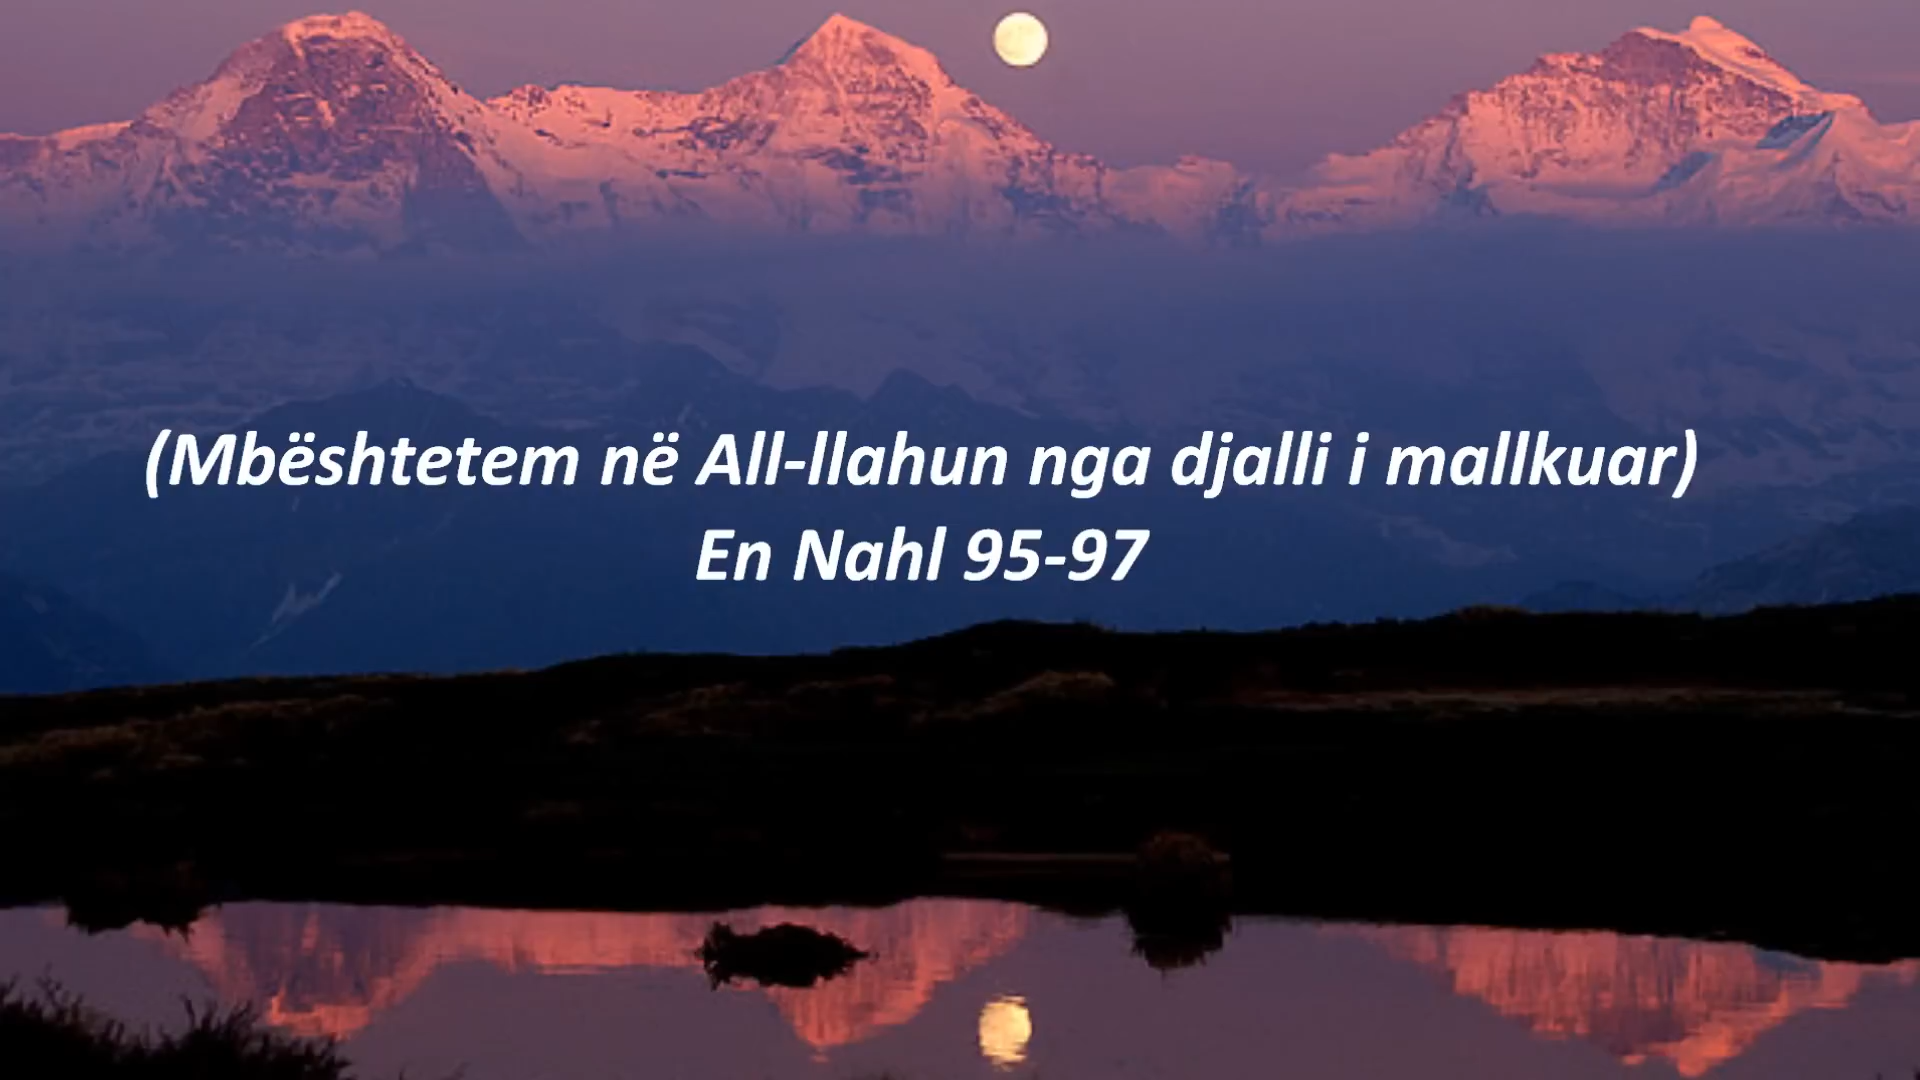 (Mbështetem në All-llahun nga djalli i mallkuar)
En Nahl 95-97